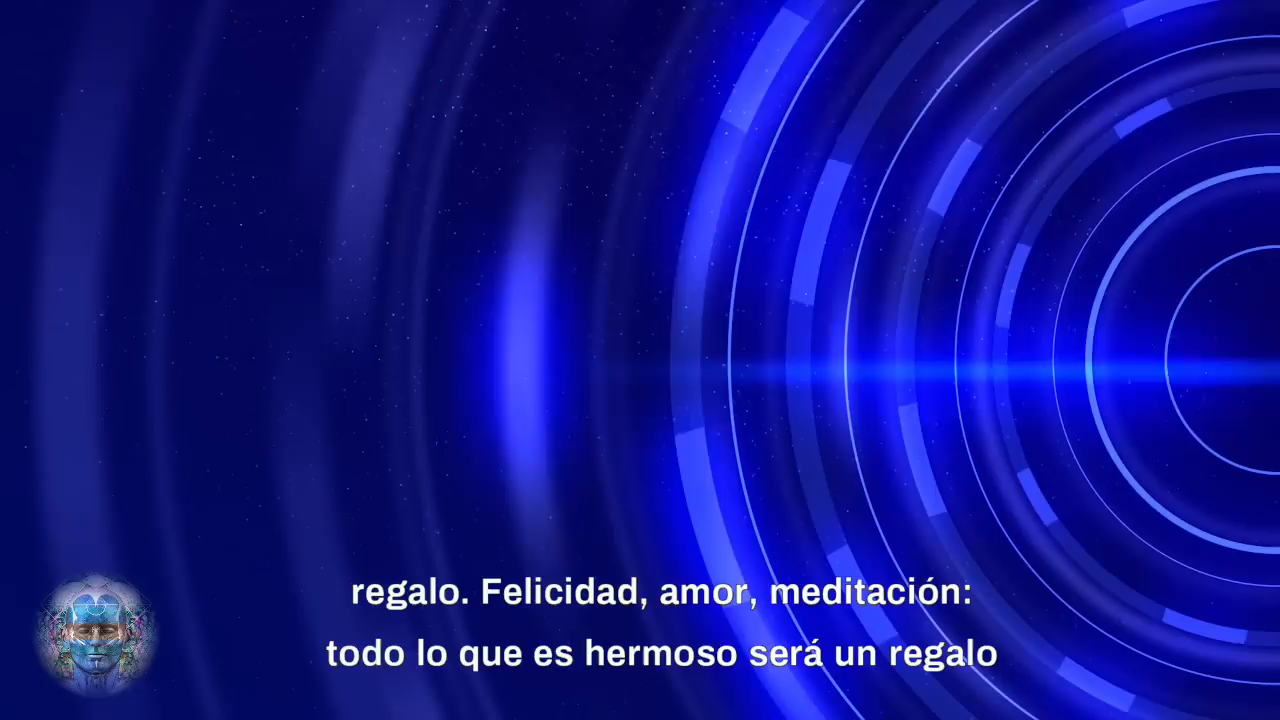 regalo. Felicidad, amor, meditación:
todo lo que es hermoso será un regalo